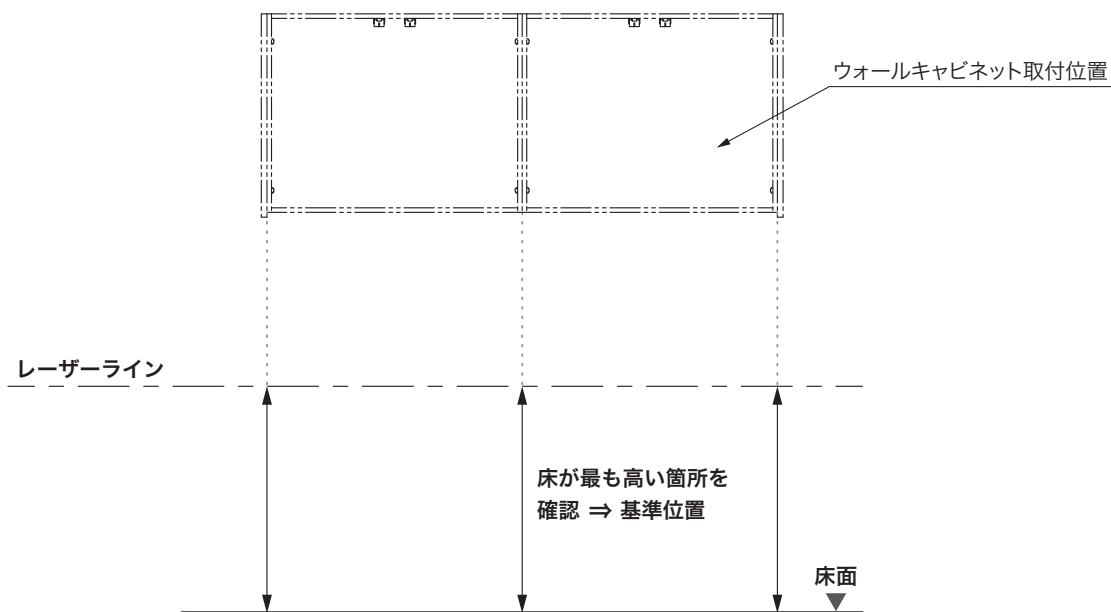 ウォールキャビネット取付位置
レーザーライン
床が最も高い箇所を
確認 ⇒ 基準位置
床面